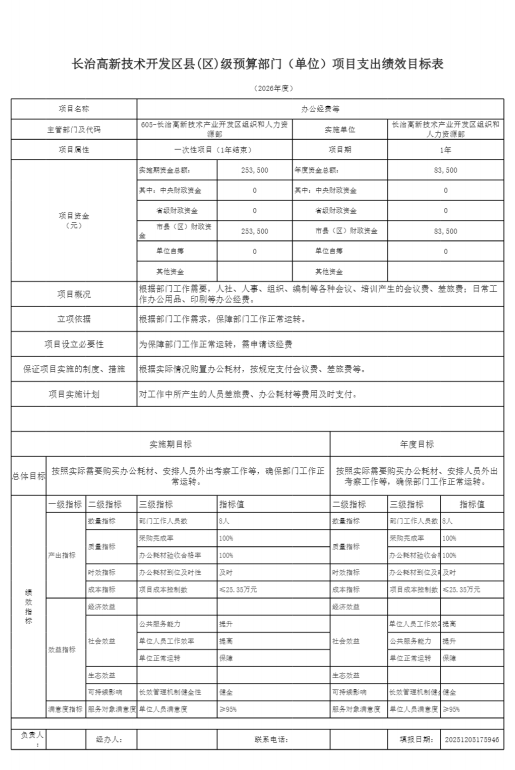 长治高新技术开发区县(区)级预算部门（单位）项目支出绩效目标表
（2026年度）
项目名称 办公经费等
主管部门及代码 605-长治高新技术产业开发区组织和人力资源部 实施单位 长治高新技术产业开发区组织和人力资源部
项目属性 一次性项目（1年结束） 项目期 1年
项目资金（元）
实施期资金总额： 253,500 年度资金总额： 83,500
其中：中央财政资金 0 其中：中央财政资金 0
省级财政资金 0 省级财政资金 0
市县（区）财政资金 253,500 市县（区）财政资金 83,500
单位自筹 0 单位自筹 0
其他资金 其他资金
项目概况 根据部门工作需要，人社、人事、组织、编制等各种会议、培训产生的会议费、差旅费；日常工作办公用品、印刷等办公经费。
立项依据 根据部门工作需求，保障部门工作正常运转。
项目设立必要性 为保障部门工作正常运转，需申请该经费
保证项目实施的制度、措施 根据实际情况购置办公耗材，按规定支付会议费、差旅费等。
项目实施计划 对工作中所产生的人员差旅费、办公耗材等费用及时支付。
实施期目标 年度目标
总体目标 按照实际需要购买办公耗材、安排人员外出考察工作等，确保部门工作正常运转。 按照实际需要购买办公耗材、安排人员外出考察工作等，确保部门工作正常运转。
绩效指标
一级指标 二级指标 三级指标 指标值 二级指标 三级指标 指标值
产出指标
数量指标 部门工作人员数 8人 数量指标 部门工作人员数 8人
质量指标 采购完成率 100% 质量指标 采购完成率 100%
办公耗材验收合格率 100% 办公耗材验收合格 100%
时效指标 办公耗材到位及时性 及时 时效指标 办公耗材到位及 及时
成本指标 项目成本控制数 ≤25.35万元 成本指标 项目成本控制数 ≤25.35万元
效益指标
经济效益 经济效益
社会效益 公共服务能力 提升 社会效益 单位人员工作效 提高
单位人员工作效率 提高 公共服务能力 提升
单位正常运转 保障 单位正常运转 保障
生态效益 生态效益
可持续影响 长效管理机制健全性 健全 可持续影响 长效管理机制健 健全
满意度指标 服务对象满意度 单位人员满意度 ≥95% 服务对象满意度 单位人员满意度 ≥95%
负责人： 经办人： 联系电话： 填报日期： 20251205175946